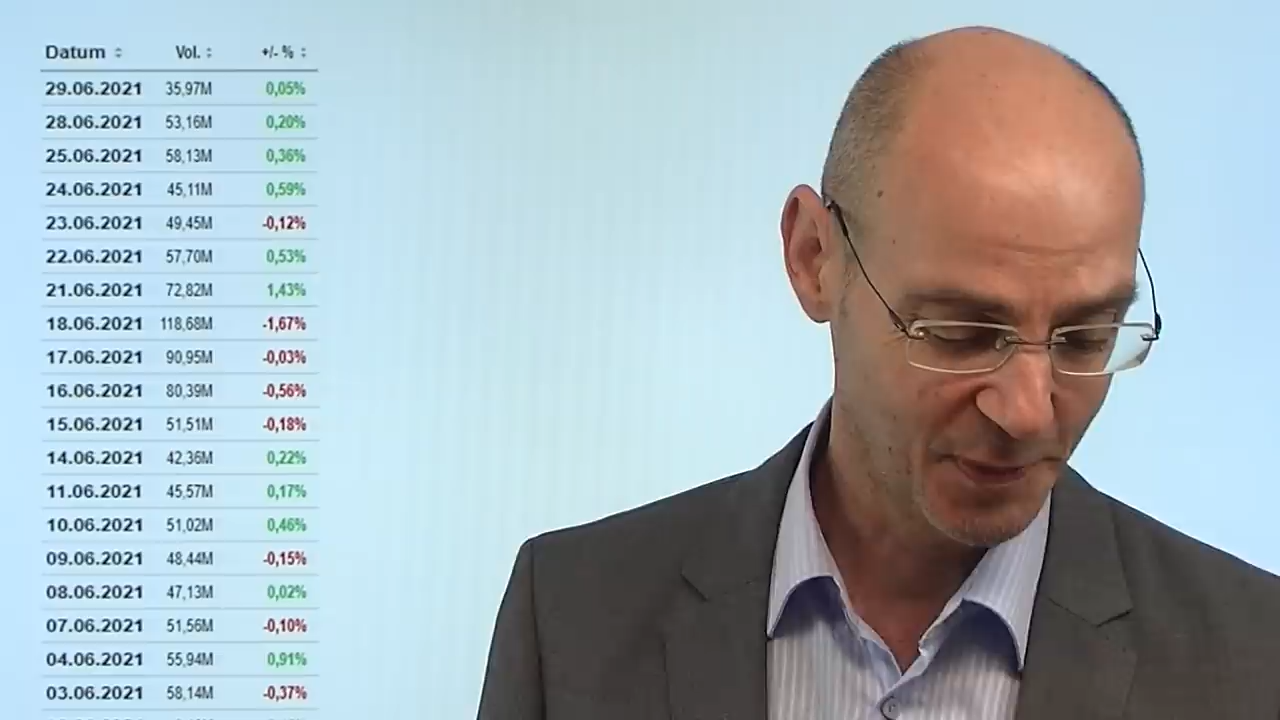 Datum Vol. +/- %
29.06.2021 35,97M 0,05%
28.06.2021 53,16M 0,20%
25.06.2021 58,13M 0,36%
24.06.2021 45,11M 0,59%
23.06.2021 49,45M -0,12%
22.06.2021 57,70M 0,53%
21.06.2021 72,82M 1,43%
18.06.2021 118,68M -1,67%
17.06.2021 90,95M -0,03%
16.06.2021 80,39M -0,56%
15.06.2021 51,51M -0,18%
14.06.2021 42,36M 0,22%
11.06.2021 45,57M 0,17%
10.06.2021 51,02M 0,46%
09.06.2021 48,44M -0,15%
08.06.2021 47,13M 0,02%
07.06.2021 51,56M -0,10%
04.06.2021 55,94M 0,91%
03.06.2021 58,14M -0,37%